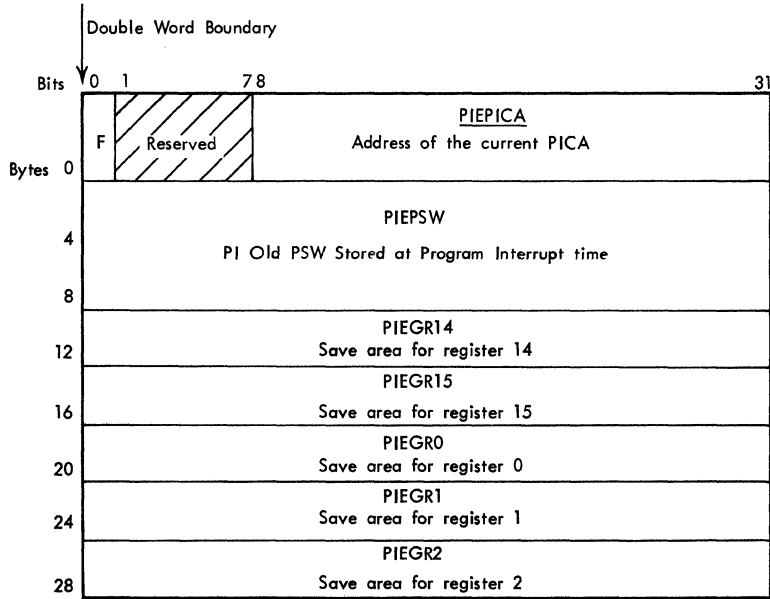 Double Word Boundary
Bits 0 1 7 8 31
PIEPICA
F Reserved Address of the current PICA
Bytes 0
PIEPSW
4
PI Old PSW Stored at Program Interrupt time
8
PIEGR14
12 Save area for register 14
PIEGR15
16 Save area for register 15
PIEGR0
20 Save area for register 0
PIEGR1
24 Save area for register 1
PIEGR2
28 Save area for register 2